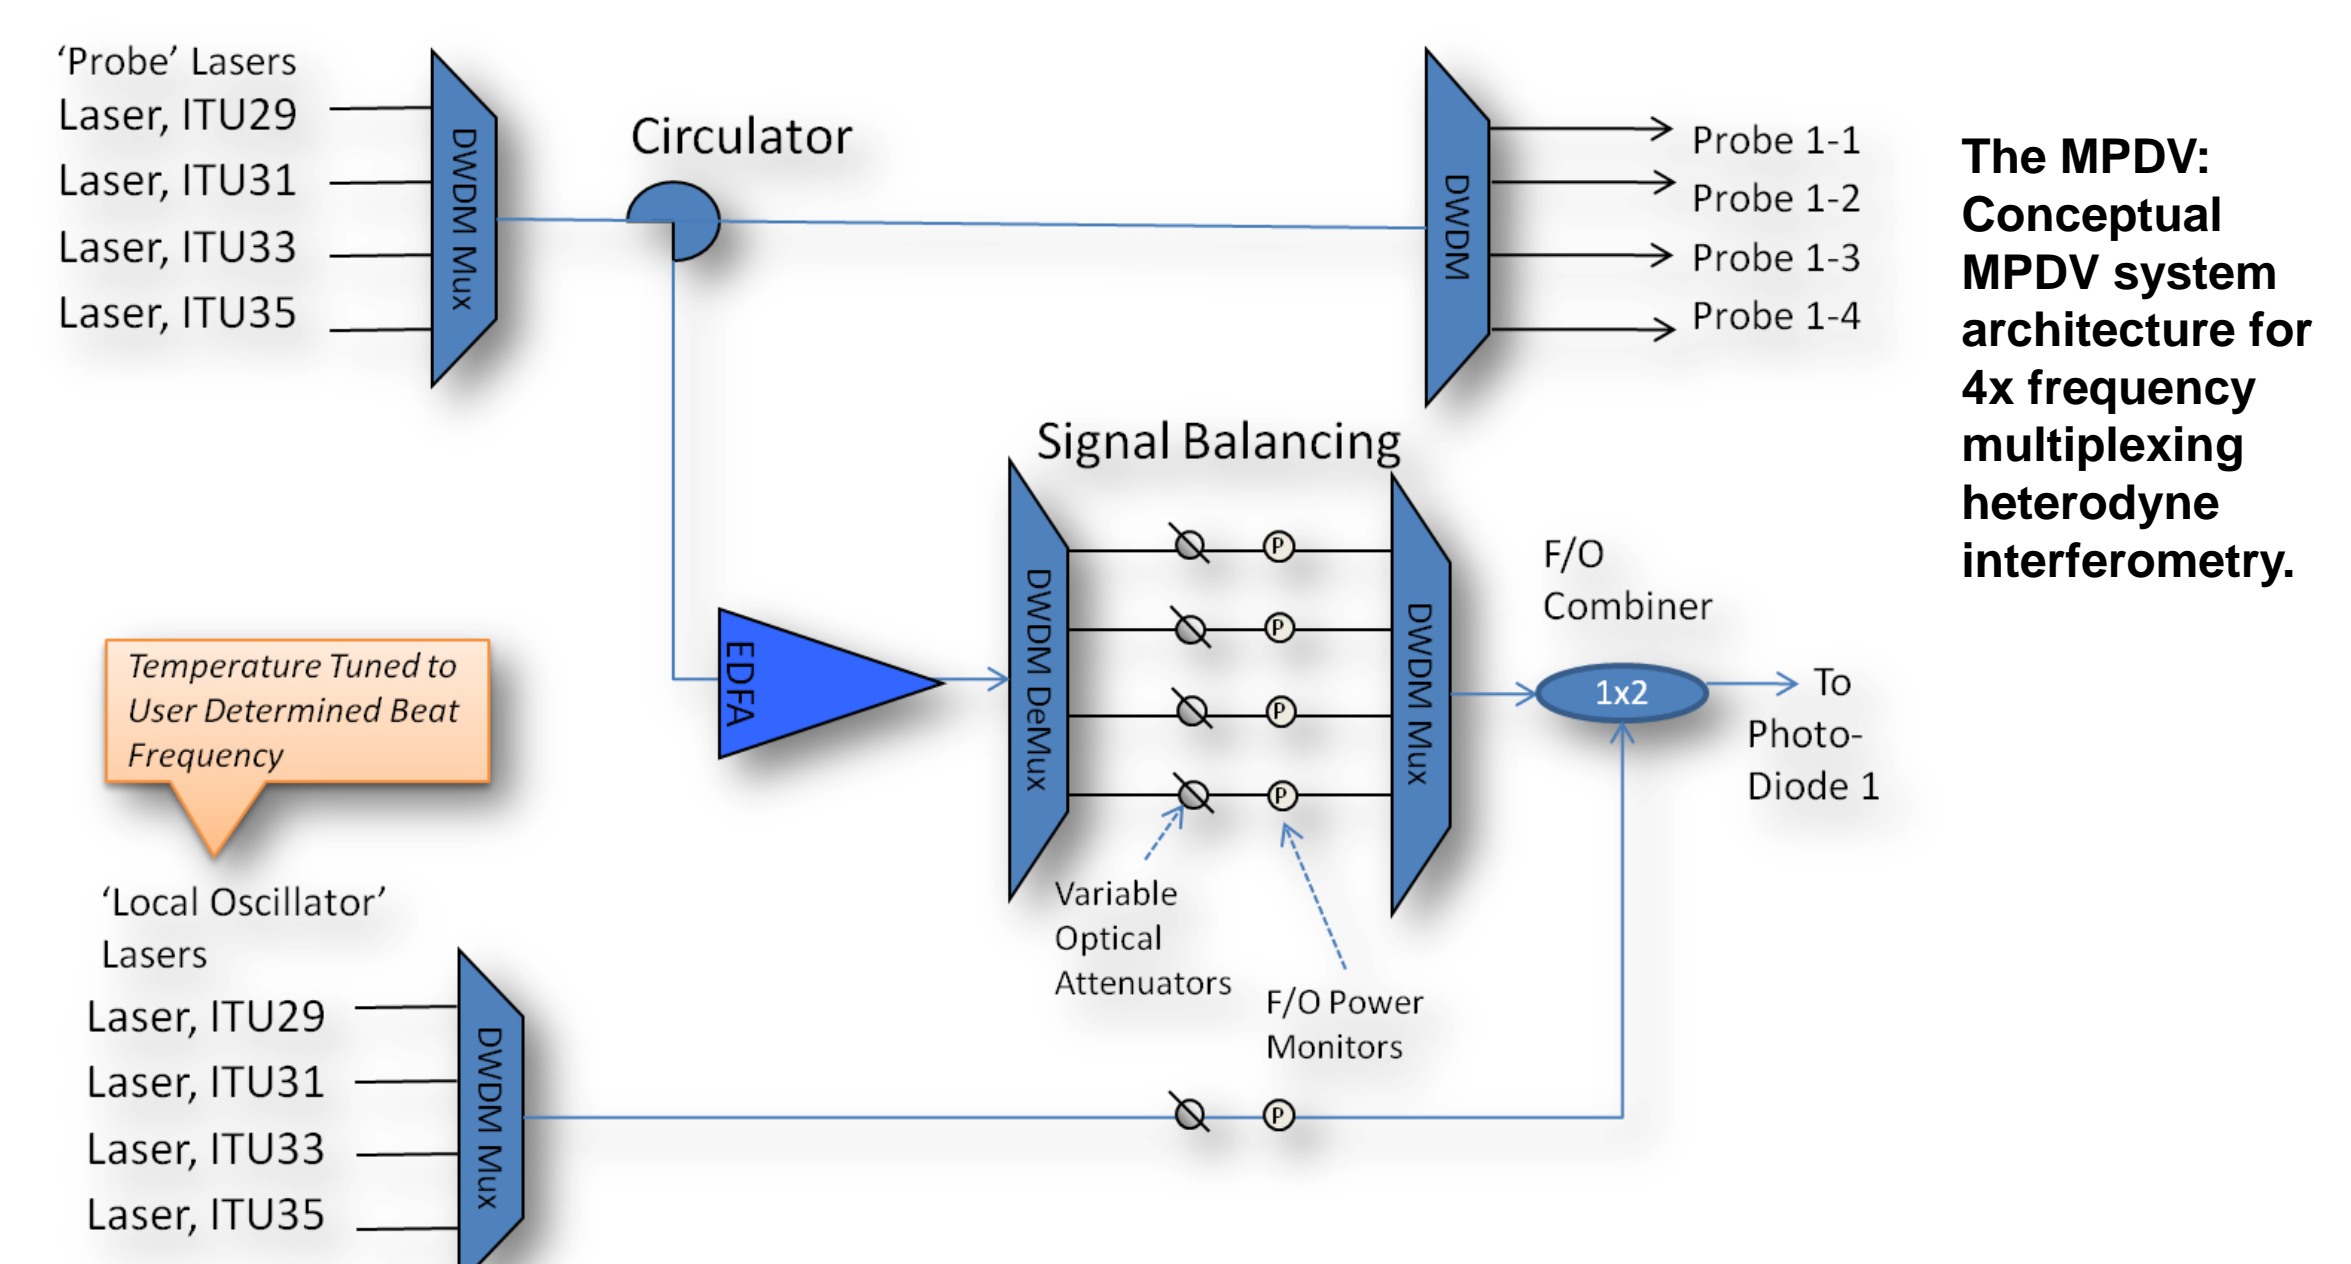 ‘Probe’ Lasers
Laser, ITU29
Laser, ITU31
Laser, ITU33
Laser, ITU35
DWDM Mux
Circulator
DWDM
Probe 1-1
Probe 1-2
Probe 1-3
Probe 1-4
The MPDV:
Conceptual
MPDV system
architecture for
4x frequency
multiplexing
heterodyne
interferometry.
Signal Balancing
EDFA
DWDM DeMux
P
P
P
P
DWDM Mux
F/O
Combiner
1x2
To
Photo-
Diode 1
Variable
Optical
Attenuators
F/O Power
Monitors
Temperature Tuned to
User Determined Beat
Frequency
‘Local Oscillator’
Lasers
Laser, ITU29
Laser, ITU31
Laser, ITU33
Laser, ITU35
DWDM Mux
P